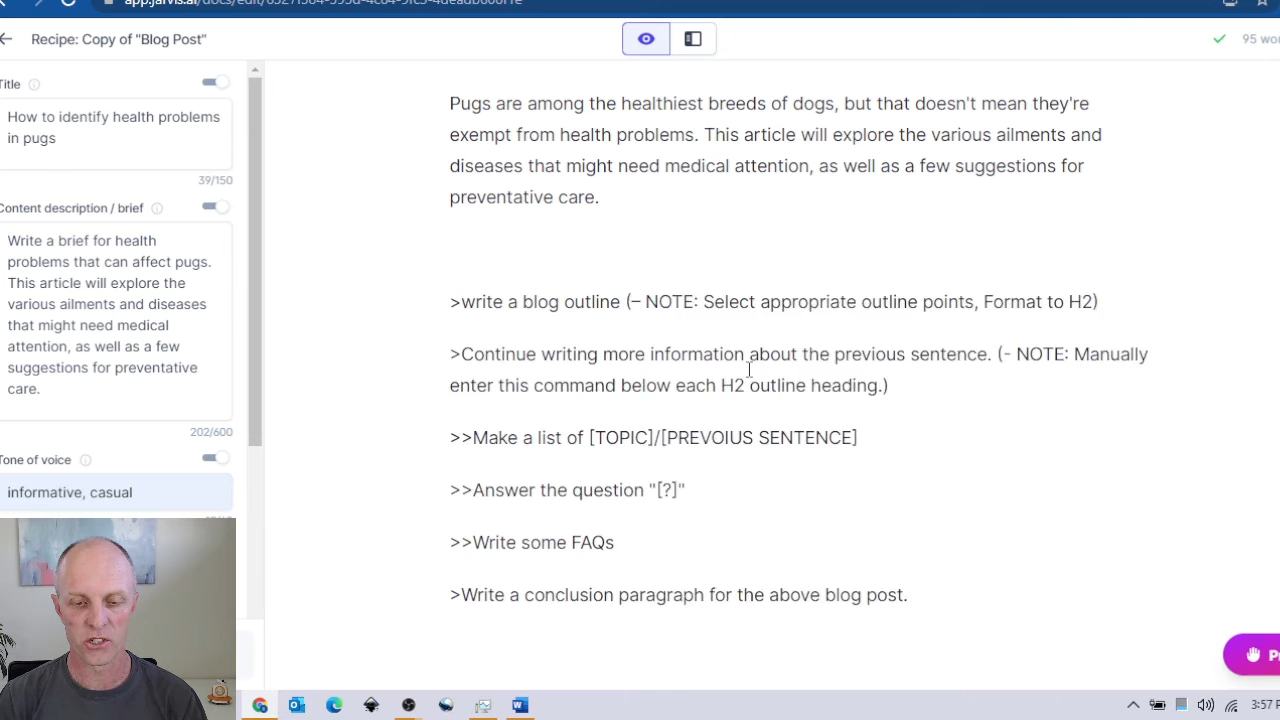 Recipe: Copy of "Blog Post"
95
Title
How to identify health problems
in pugs
39/150
Content description / brief
Write a brief for health
problems that can affect pugs.
This article will explore the
various ailments and diseases
that might need medical
attention, as well as a few
suggestions for preventative
care.
202/600
Tone of voice
informative, casual
Pugs are among the healthiest breeds of dogs, but that doesn't mean they're
exempt from health problems. This article will explore the various ailments and
diseases that might need medical attention, as well as a few suggestions for
preventative care.
>write a blog outline (– NOTE: Select appropriate outline points, Format to H2)
>Continue writing more information about the previous sentence. (- NOTE: Manually
enter this command below each H2 outline heading.)
>>Make a list of [TOPIC]/[PREVOIUS SENTENCE]
>>Answer the question "[?]"
>>Write some FAQs
>Write a conclusion paragraph for the above blog post.
3:57